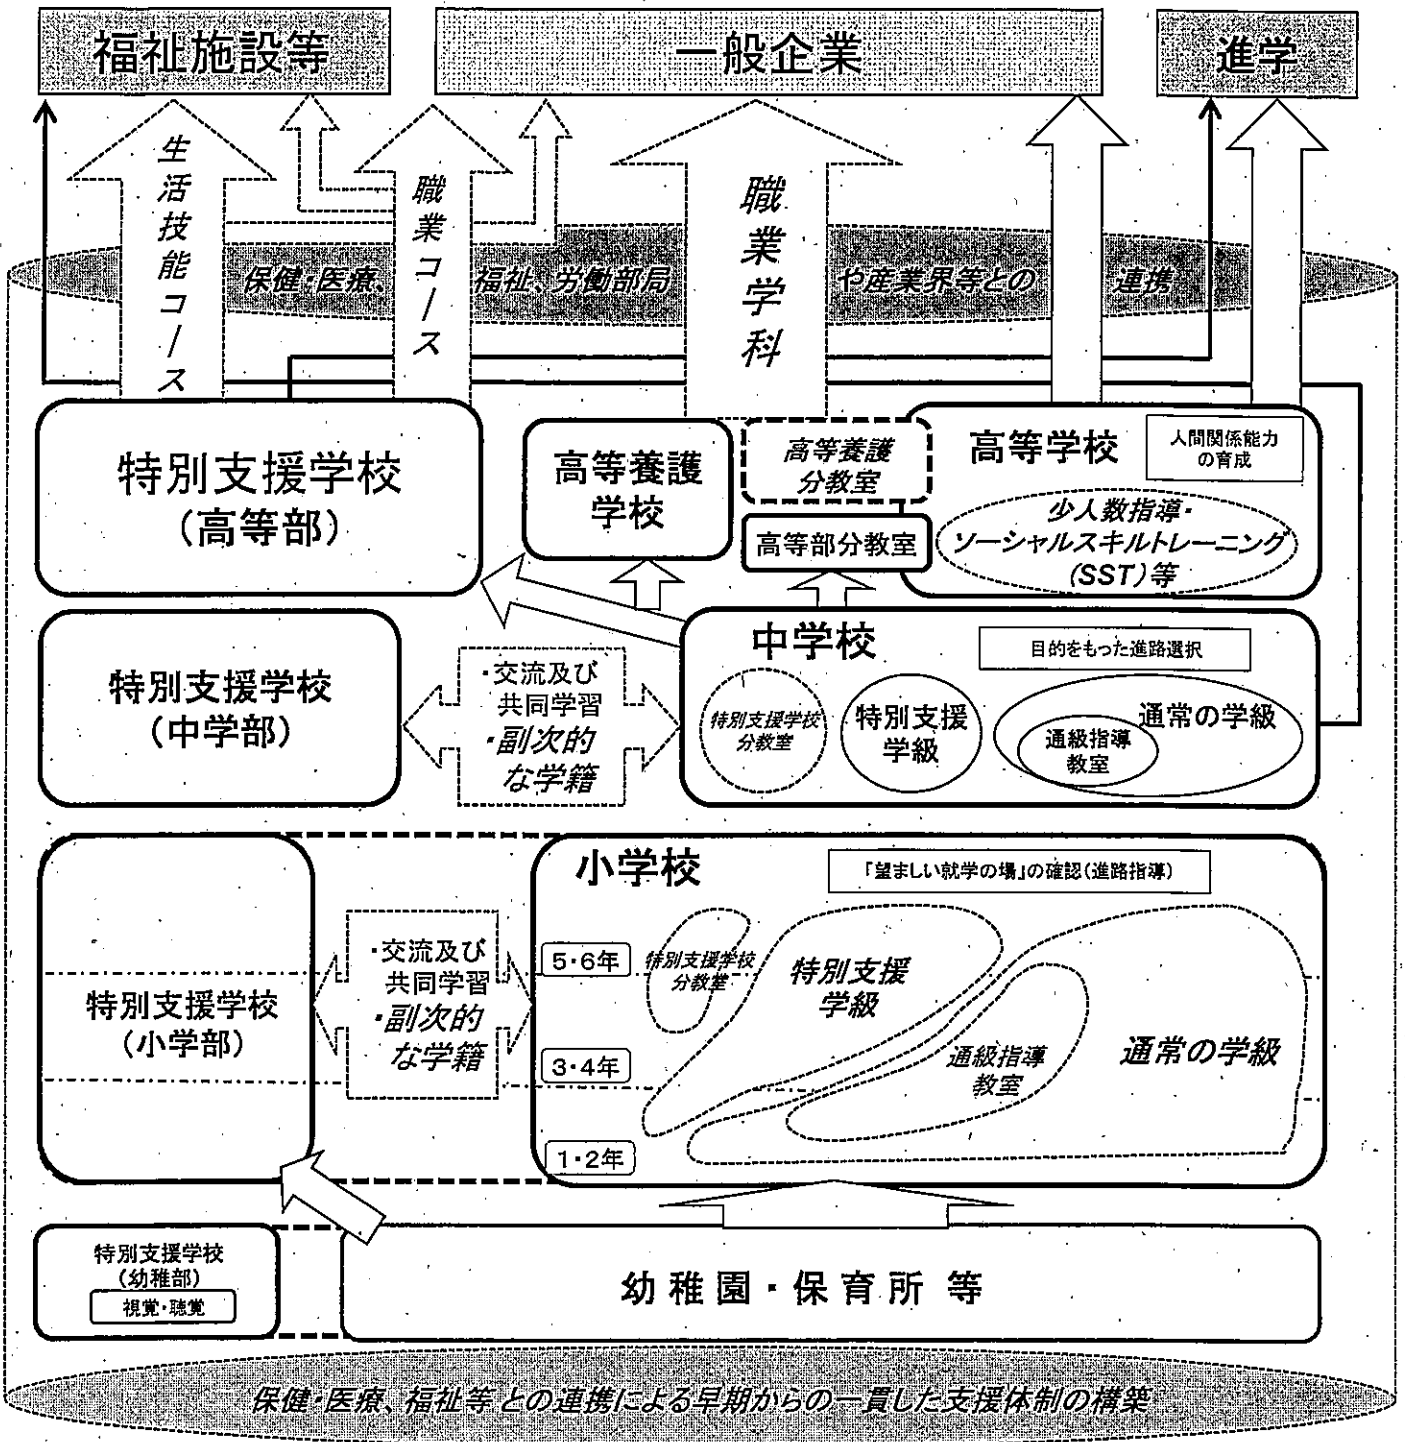 福祉施設等
一般企業
進学
生活技能コース
職業コース
職業学科
保健・医療、福祉、労働部局や産業界等との連携
特別支援学校
(高等部)
高等養護
学校
高等養護
分教室
高等部分教室
高等学校
人間関係能力
の育成
少人数指導・
ソーシャルスキルトレーニング
(SST)等
特別支援学校
(中学部)
・交流及び
共同学習
・副次的
な学籍
中学校
目的をもった進路選択
特別支援学校
分教室
特別支援
学級
通常の学級
通級指導
教室
特別支援学校
(小学部)
・交流及び
共同学習
・副次的
な学籍
小学校
『望ましい就学の場』の確認(進路指導)
5・6年
3・4年
1・2年
特別支援学校
分教室
特別支援
学級
通級指導
教室
通常の学級
特別支援学校
(幼稚部)
視覚・聴覚
幼稚園・保育所 等
保健・医療、福祉等との連携による早期からの一貫した支援体制の構築